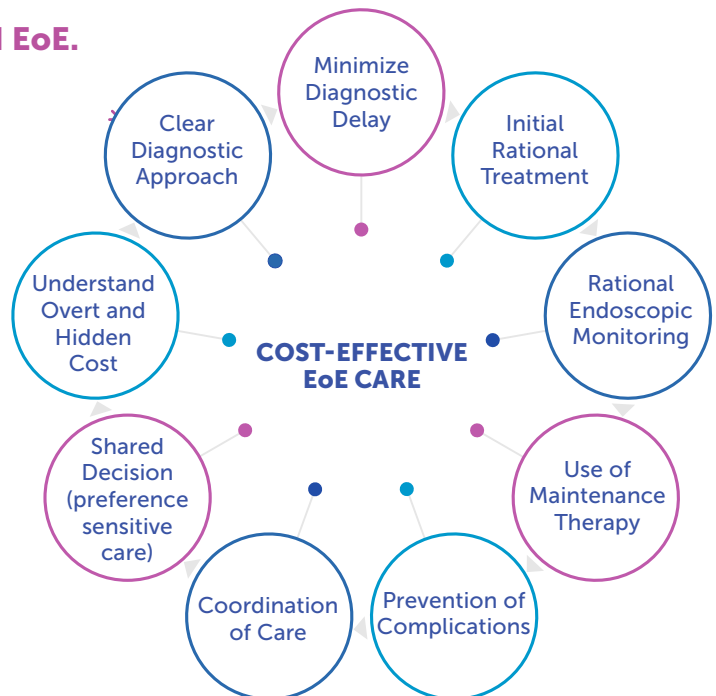 EoE.
Minimize
Diagnostic
Delay
Initial
Rational
Treatment
Rational
Endoscopic
Monitoring
Use of
Maintenance
Therapy
Prevention of
Complications
Coordination
of Care
Shared
Decision
(preference
sensitive
care)
Understand
Overt and
Hidden
Cost
Clear
Diagnostic
Approach
COST-EFFECTIVE
EoE CARE